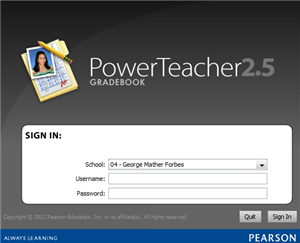 PowerTeacher2.5
GRADEBOOK
SIGN IN:
School: 04 - George Mather Forbes
Username:
Password:
Copyright © 2012 Pearson Education, Inc. or its affiliate(s). All rights reserved.
Quit Sign In
ALWAYS LEARNING PEARSON